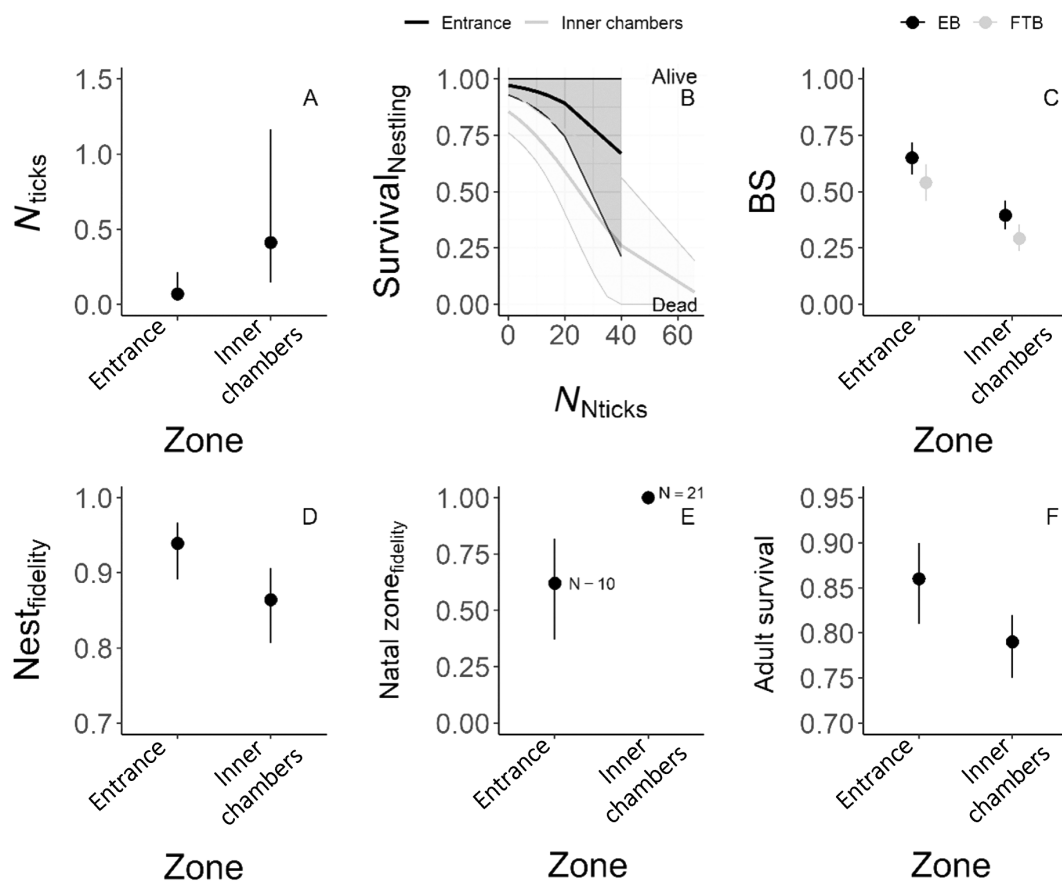 Entrance Inner chambers
EB FTB
A
1.5
1.0
0.5
0.0
Nticks
Entrance
Inner
chambers
Zone
Alive
B
1.00
0.75
0.50
0.25
0.00
SurvivalNestling
Dead
0 20 40 60
NNticks
C
1.00
0.75
0.50
0.25
0.00
BS
Entrance
Inner
chambers
Zone
D
1.0
0.9
0.8
0.7
Nestfidelity
Entrance
Inner
chambers
Zone
N = 21
E
1.00
0.75
0.50
0.25
0.00
N – 10
Natal zonefidelity
Entrance
Inner
chambers
Zone
F
0.95
0.90
0.85
0.80
0.75
0.70
Adult survival
Entrance
Inner
chambers
Zone